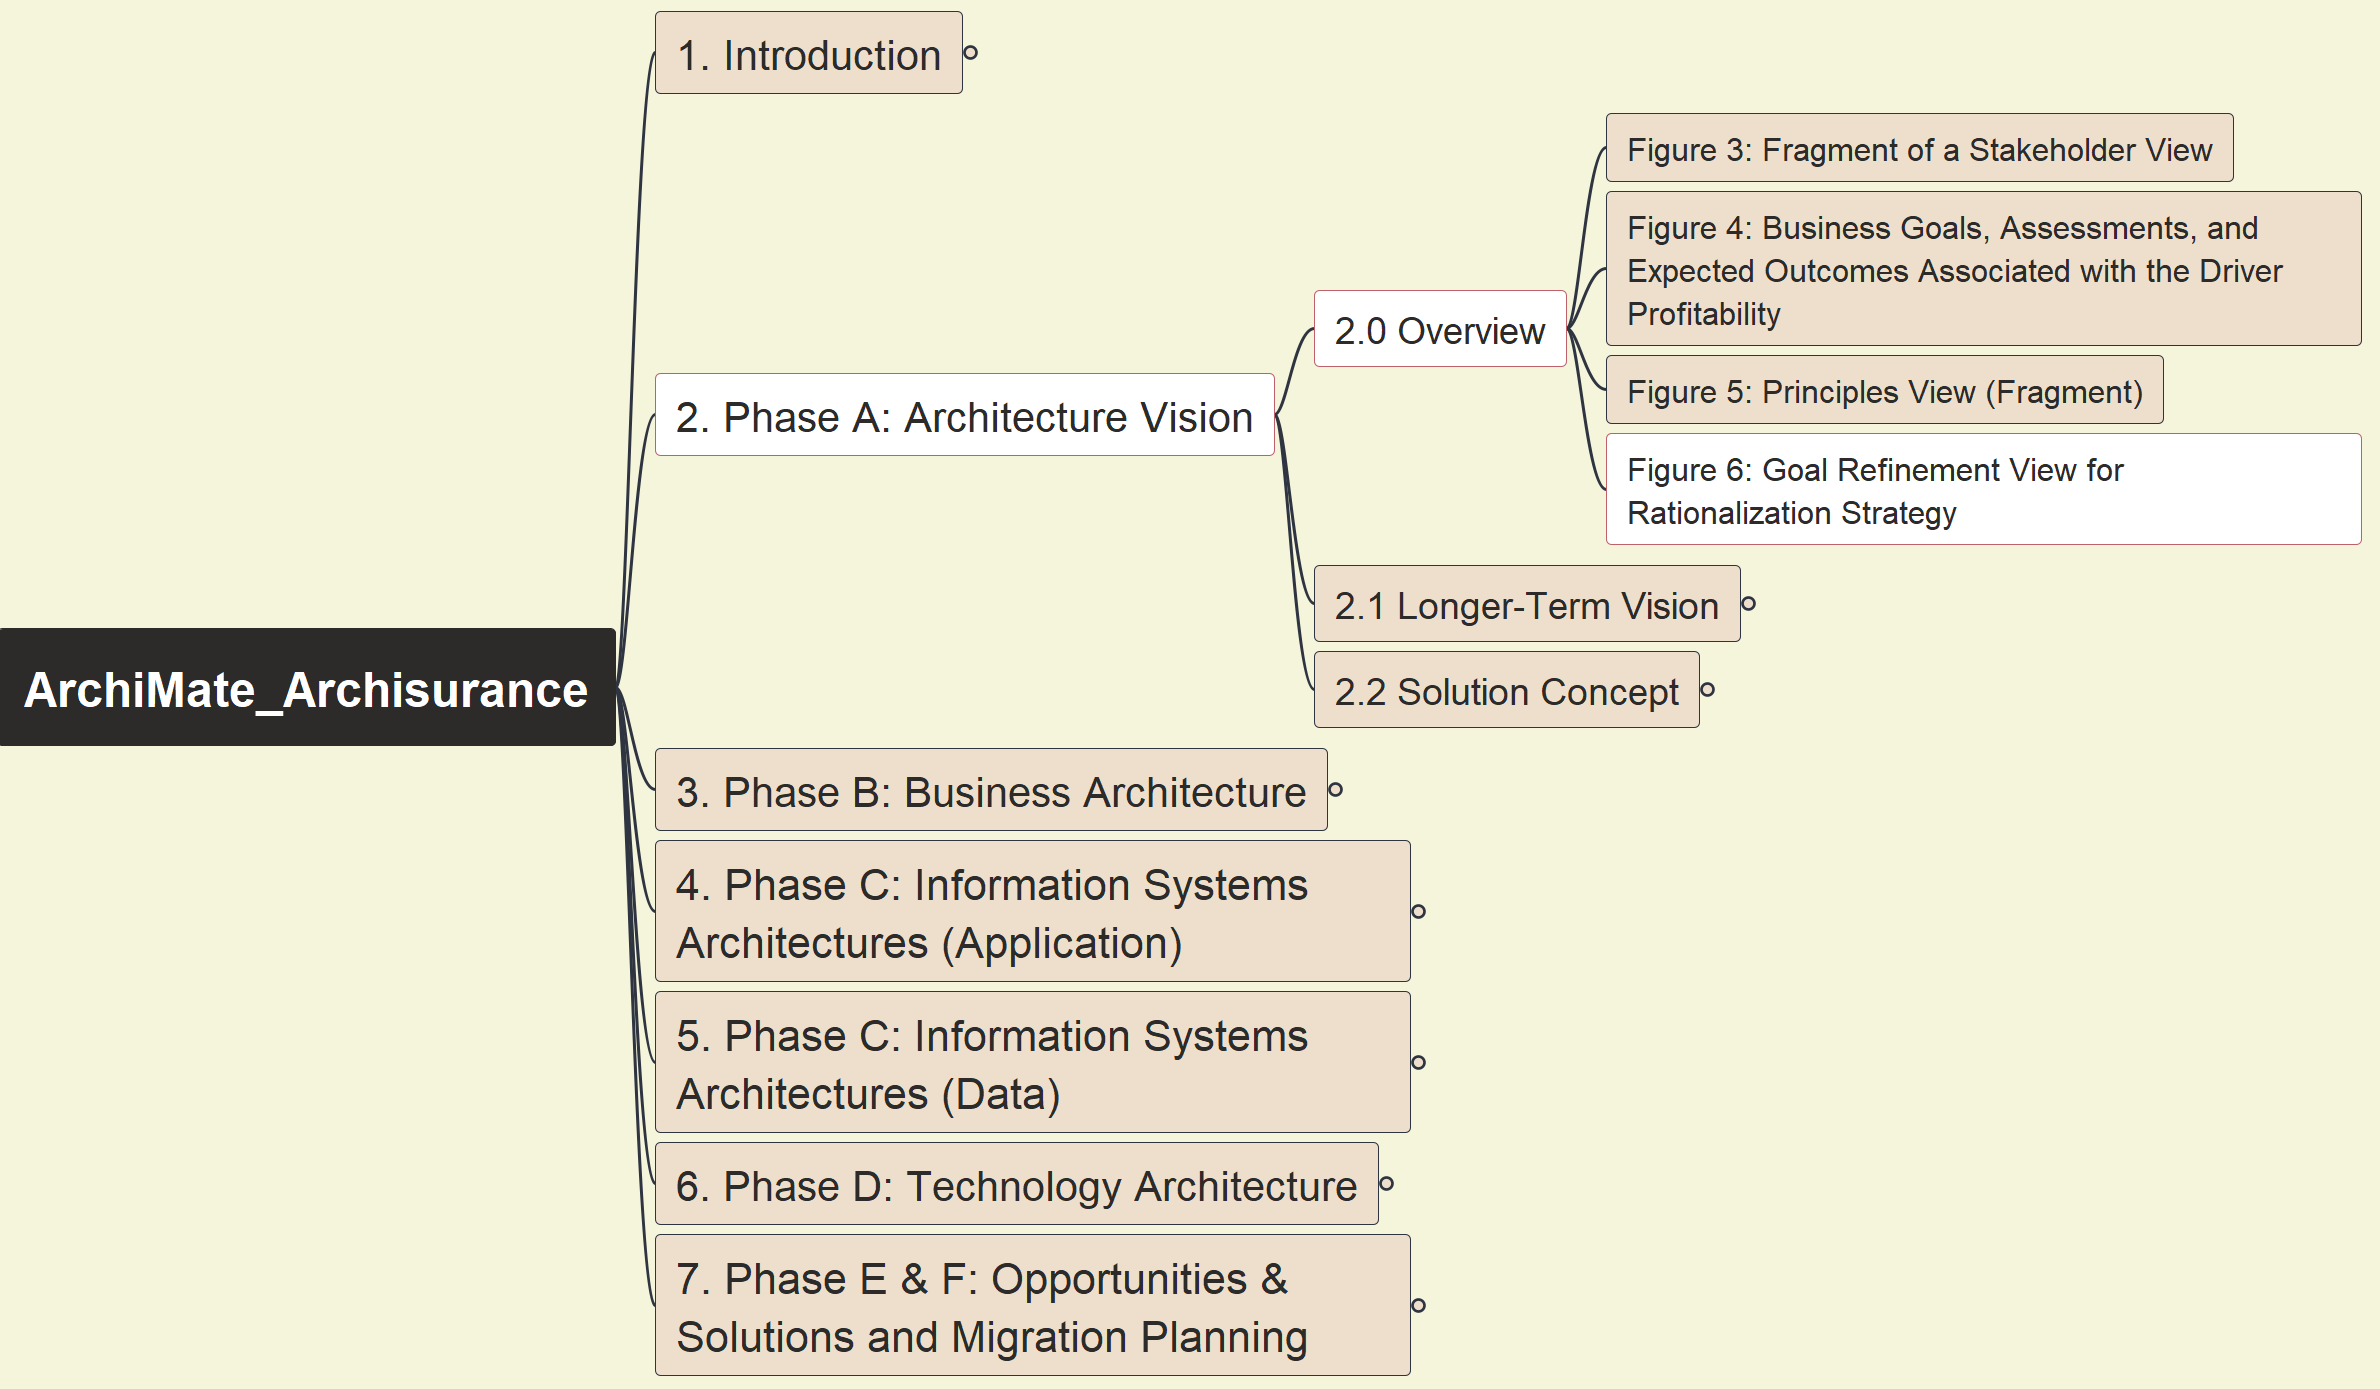 1. Introduction
Figure 3: Fragment of a Stakeholder View
Figure 4: Business Goals, Assessments, and
Expected Outcomes Associated with the Driver
Profitability
2.0 Overview
Figure 5: Principles View (Fragment)
2. Phase A: Architecture Vision
Figure 6: Goal Refinement View for
Rationalization Strategy
2.1 Longer-Term Vision
ArchiMate_Archisurance
2.2 Solution Concept
3. Phase B: Business Architecture
4. Phase C: Information Systems
Architectures (Application)
5. Phase C: Information Systems
Architectures (Data)
6. Phase D: Technology Architecture
7. Phase E & F: Opportunities &
Solutions and Migration Planning